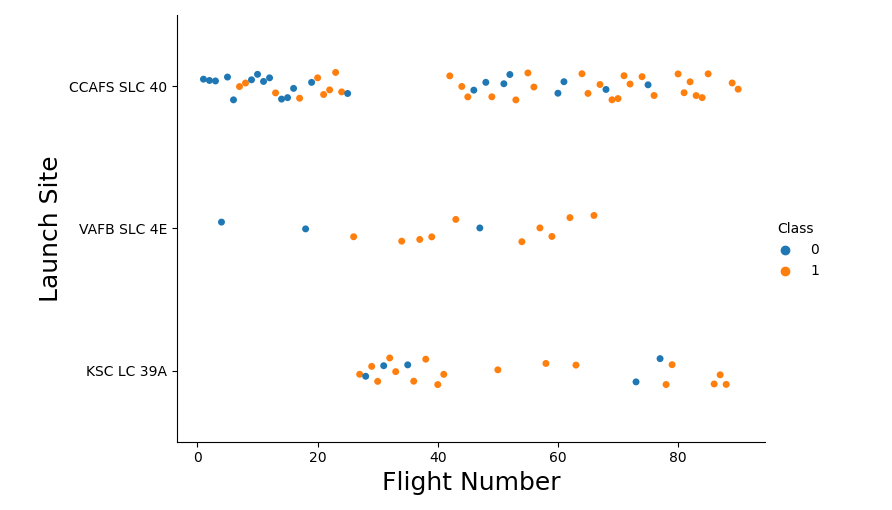 CCAFS SLC 40
VAFB SLC 4E
KSC LC 39A
Launch Site
0 20 40 60 80
Flight Number
Class
0
1